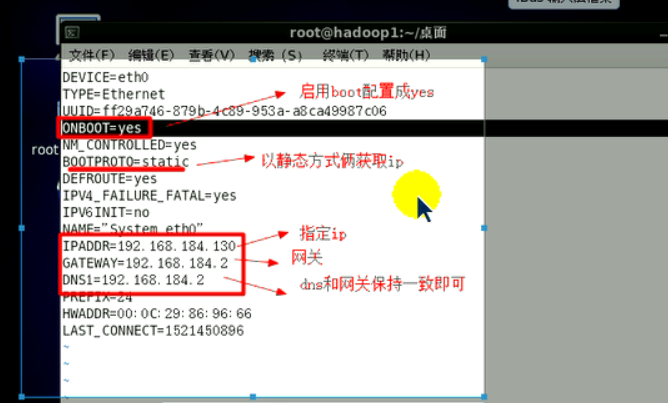 root@hadoop1:~/桌面
文件(F) 编辑(E) 查看(V) 搜索 (S) 终端(T) 帮助(H)
DEVICE=eth0
TYPE=Ethernet
启用boot配置成yes
UUID=ff29a746-879b-4c89-953a-a8ca49987c06
ONBOOT=yes
NM_CONTROLLED=yes
root
BOOTPROTO=static
以静态方式俩获取ip
DEFROUTE=yes
IPV4_FAILURE_FATAL=yes
IPV6INIT=no
NAME="System eth0"
指定ip
IPADDR=192.168.184.130
网关
GATEWAY=192.168.184.2
DNS1=192.168.184.2
dns和网关保持一致即可
PREFIX=24
HWADDR=00:0C:29:86:96:66
LAST_CONNECT=1521450896
~
~
~
~